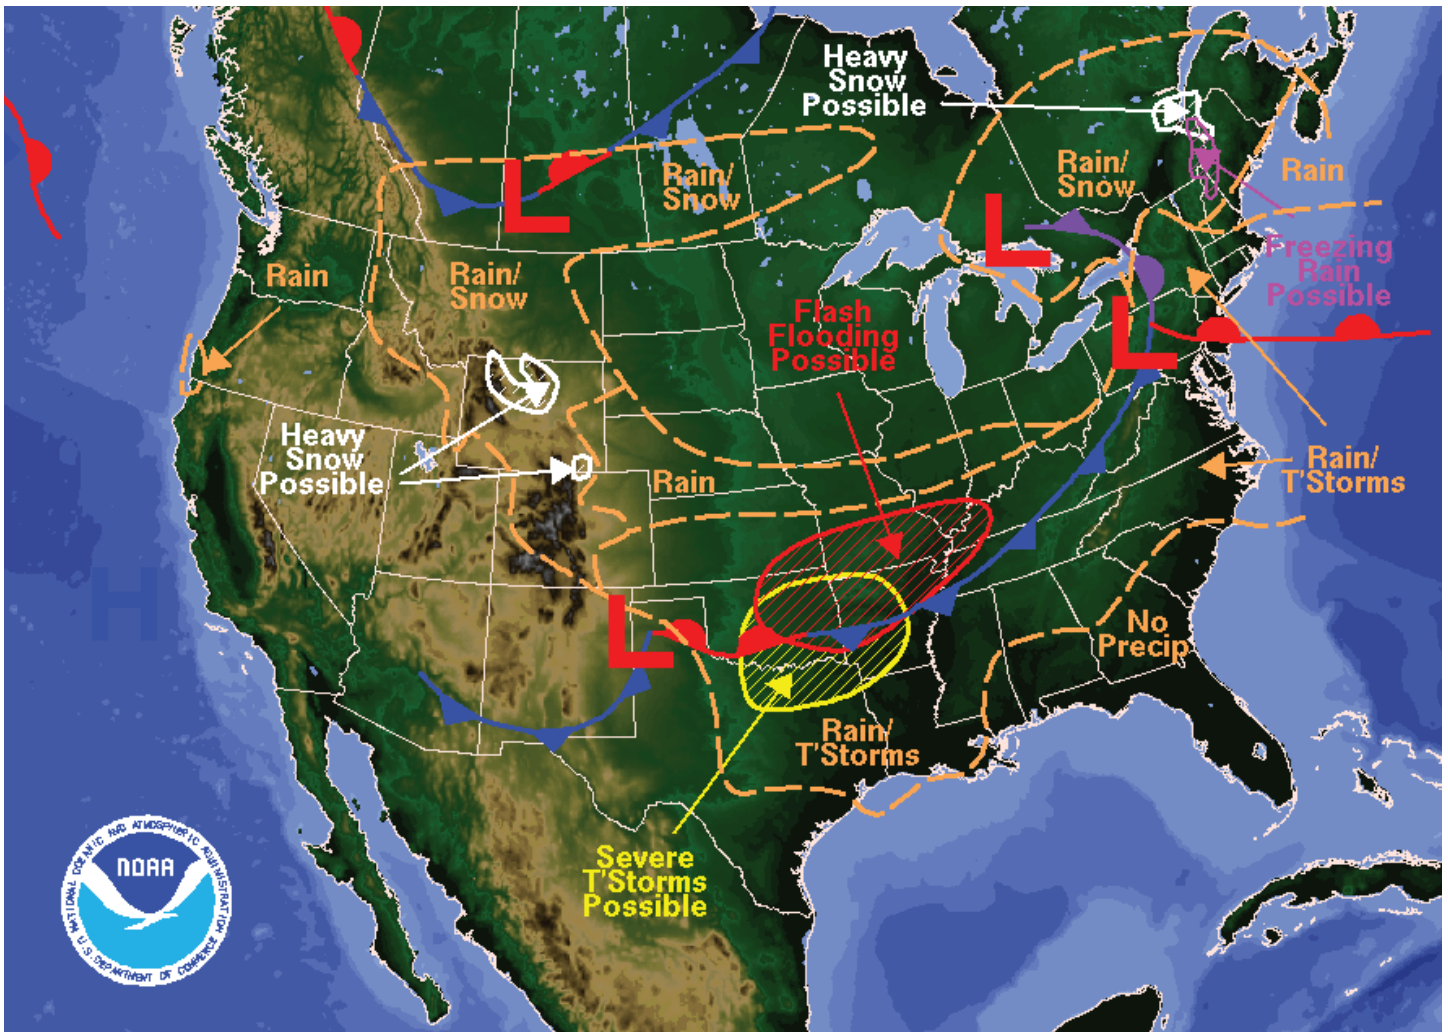 Heavy
Snow
Possible
Rain/
Snow
Rain/
Snow
Rain
L
L
Freezing
Rain
Possible
Rain
Rain/
Snow
Flash
Flooding
Possible
L
Heavy
Snow
Possible
Rain
Rain/
T'Storms
H
No
Precip
L
Rain/
T'Storms
Severe
T'Storms
Possible
NATIONAL OCEANIC AND ATMOSPHERIC ADMINISTRATION
NOAA
U.S. DEPARTMENT OF COMMERCE